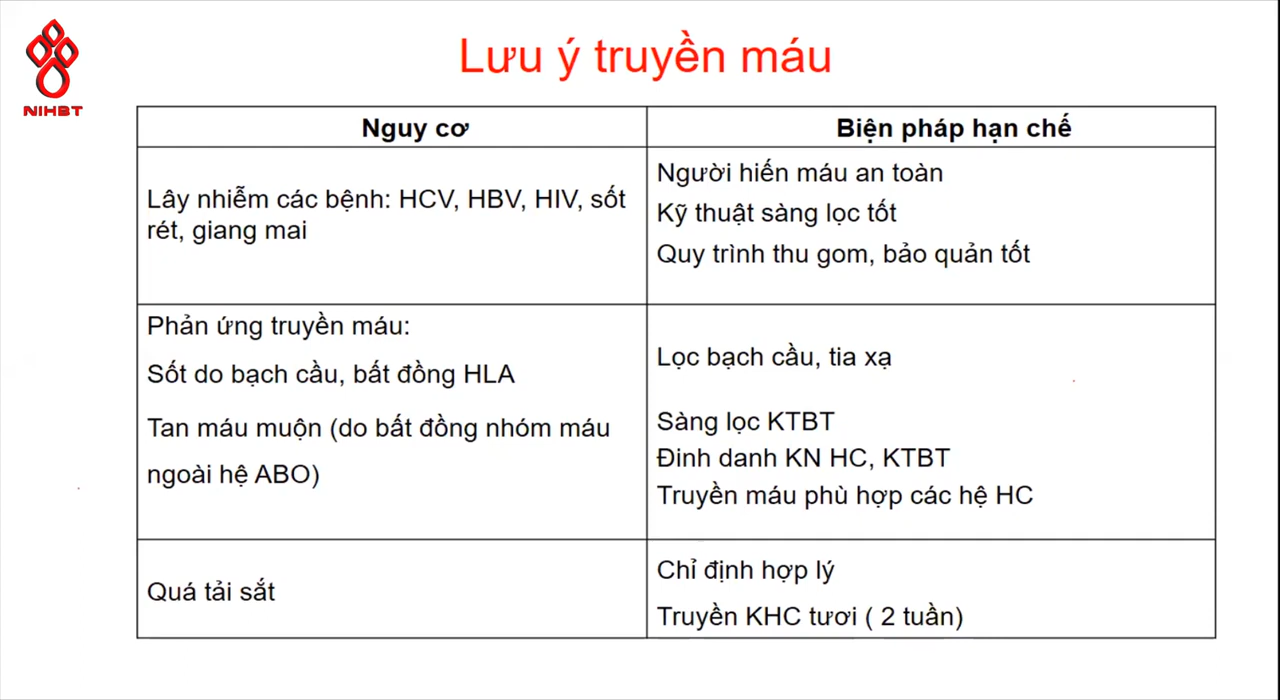 NIHBT
Lưu ý truyền máu
Nguy cơ
Biện pháp hạn chế
Lây nhiễm các bệnh: HCV, HBV, HIV, sốt
rét, giang mai
Người hiến máu an toàn
Kỹ thuật sàng lọc tốt
Quy trình thu gom, bảo quản tốt
Phản ứng truyền máu:
Sốt do bạch cầu, bất đồng HLA
Tan máu muộn (do bất đồng nhóm máu
ngoài hệ ABO)
Lọc bạch cầu, tia xạ
Sàng lọc KTBT
Đinh danh KN HC, KTBT
Truyền máu phù hợp các hệ HC
Quá tải sắt
Chỉ định hợp lý
Truyền KHC tươi ( 2 tuần)